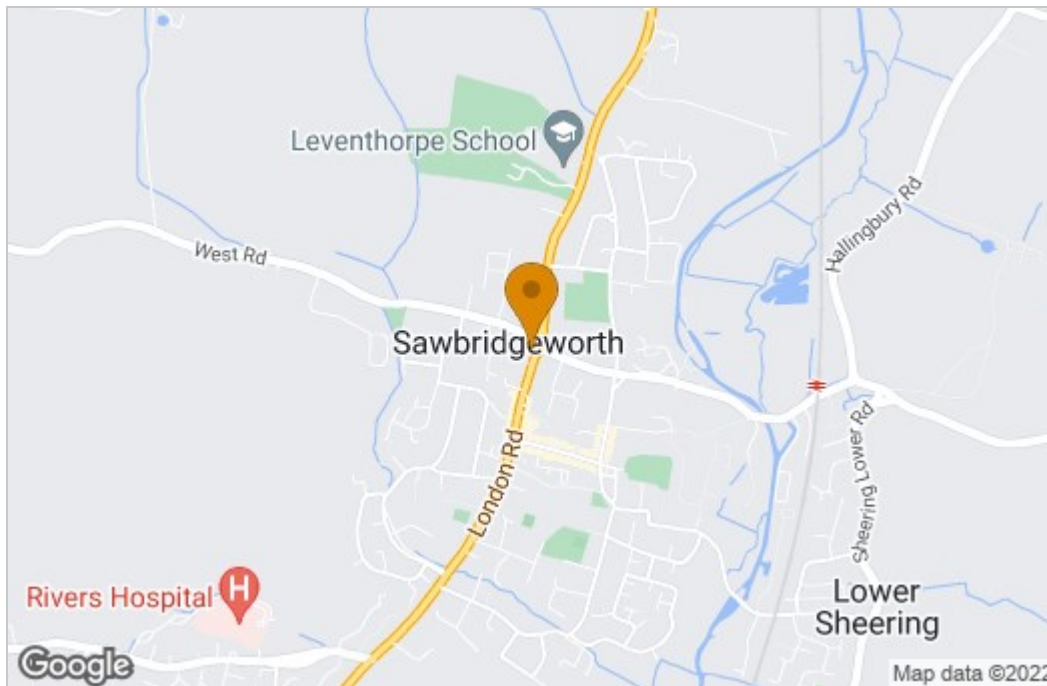 Leventhorpe School
Hallingbury Rd
West Rd
Sawbridgeworth
London Rd
Sheering Lower Rd
Rivers Hospital
H
Lower
Sheering
Google
Map data ©2022